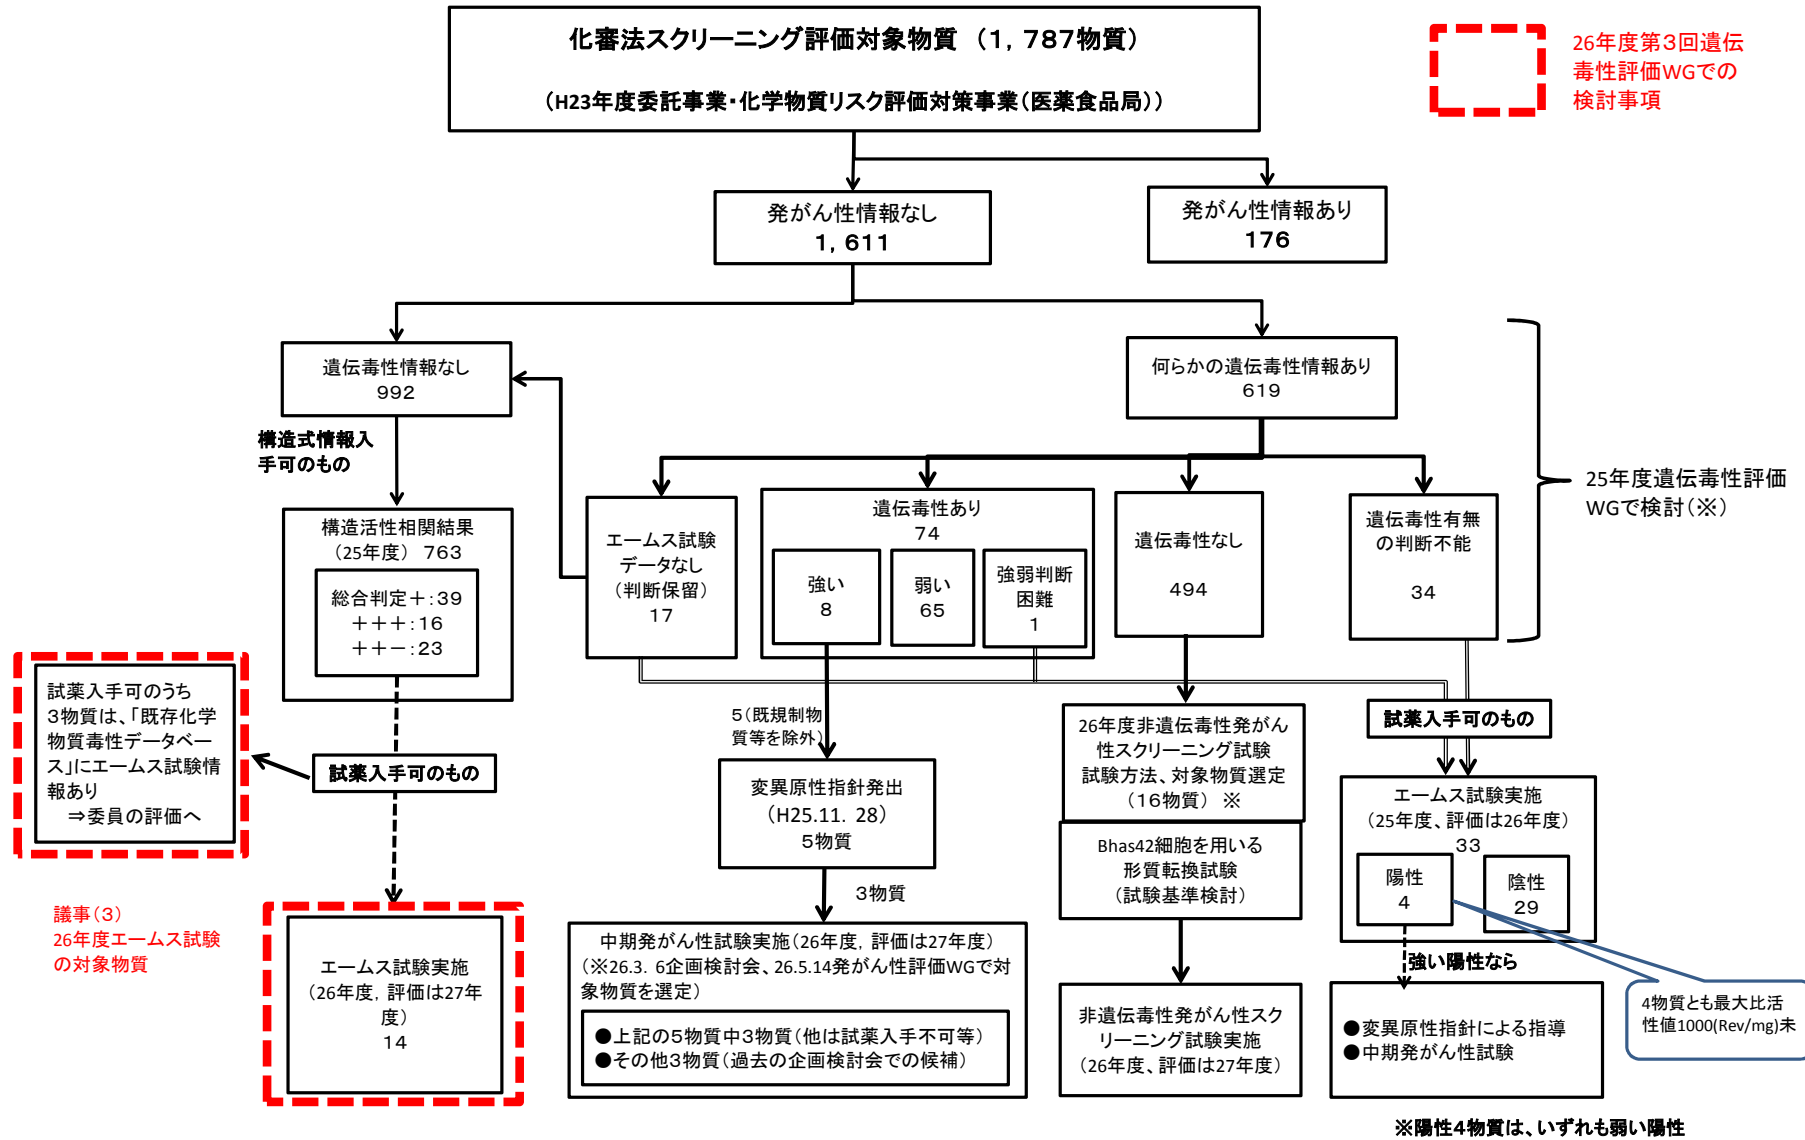 化審法スクリーニング評価対象物質 (1, 787物質)
(H23年度委託事業・化学物質リスク評価対策事業(医薬食品局))
26年度第3回遺伝
毒性評価WGでの
検討事項
発がん性情報なし
1, 611
発がん性情報あり
176
遺伝毒性情報なし
992
何らかの遺伝毒性情報あり
619
構造式情報入
手可のもの
25年度遺伝毒性評価
WGで検討(※)
構造活性相関結果
(25年度) 763
総合判定+:39
+++:16
++-:23
エームス試験
データなし
(判断保留)
17
遺伝毒性あり
74
強い
8
弱い
65
強弱判断
困難
1
遺伝毒性なし
494
遺伝毒性有無
の判断不能
34
試薬入手可のうち
3物質は、「既存化学
物質毒性データベー
ス」にエームス試験情
報あり
⇒委員の評価へ
試薬入手可のもの
5(既規制物
質等を除外)
変異原性指針発出
(H25.11. 28)
5物質
3物質
26年度非遺伝毒性発がん
性スクリーニング試験
試験方法、対象物質選定
(16物質) ※
Bhas42細胞を用いる
形質転換試験
(試験基準検討)
試薬入手可のもの
エームス試験実施
(25年度、評価は26年度)
33
陽性
4
陰性
29
議事(3)
26年度エームス試験
の対象物質
エームス試験実施
(26年度, 評価は27年
度)
14
中期発がん性試験実施(26年度, 評価は27年度)
(※26.3. 6企画検討会、26.5.14発がん性評価WGで対
象物質を選定)
●上記の5物質中3物質(他は試薬入手不可等)
●その他3物質(過去の企画検討会での候補)
非遺伝毒性発がん性スク
リーニング試験実施
(26年度、評価は27年度)
強い陽性なら
●変異原性指針による指導
●中期発がん性試験
4物質とも最大比活
性値1000(Rev/mg)未
※陽性4物質は、いずれも弱い陽性